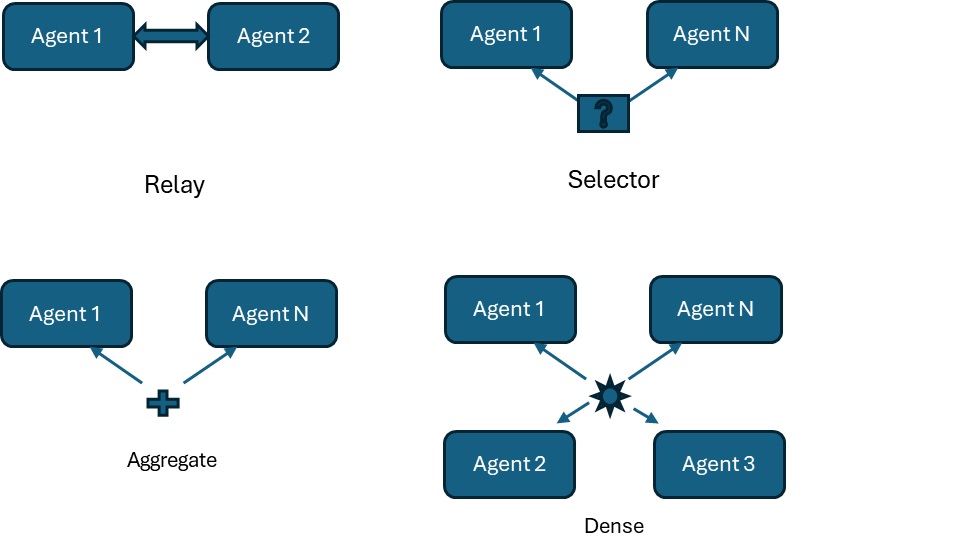 Agent 1
Agent 2
Relay
Agent 1
Agent N
?
Selector
Agent 1
Agent N
Aggregate
Agent 1
Agent N
Agent 2
Agent 3
Dense